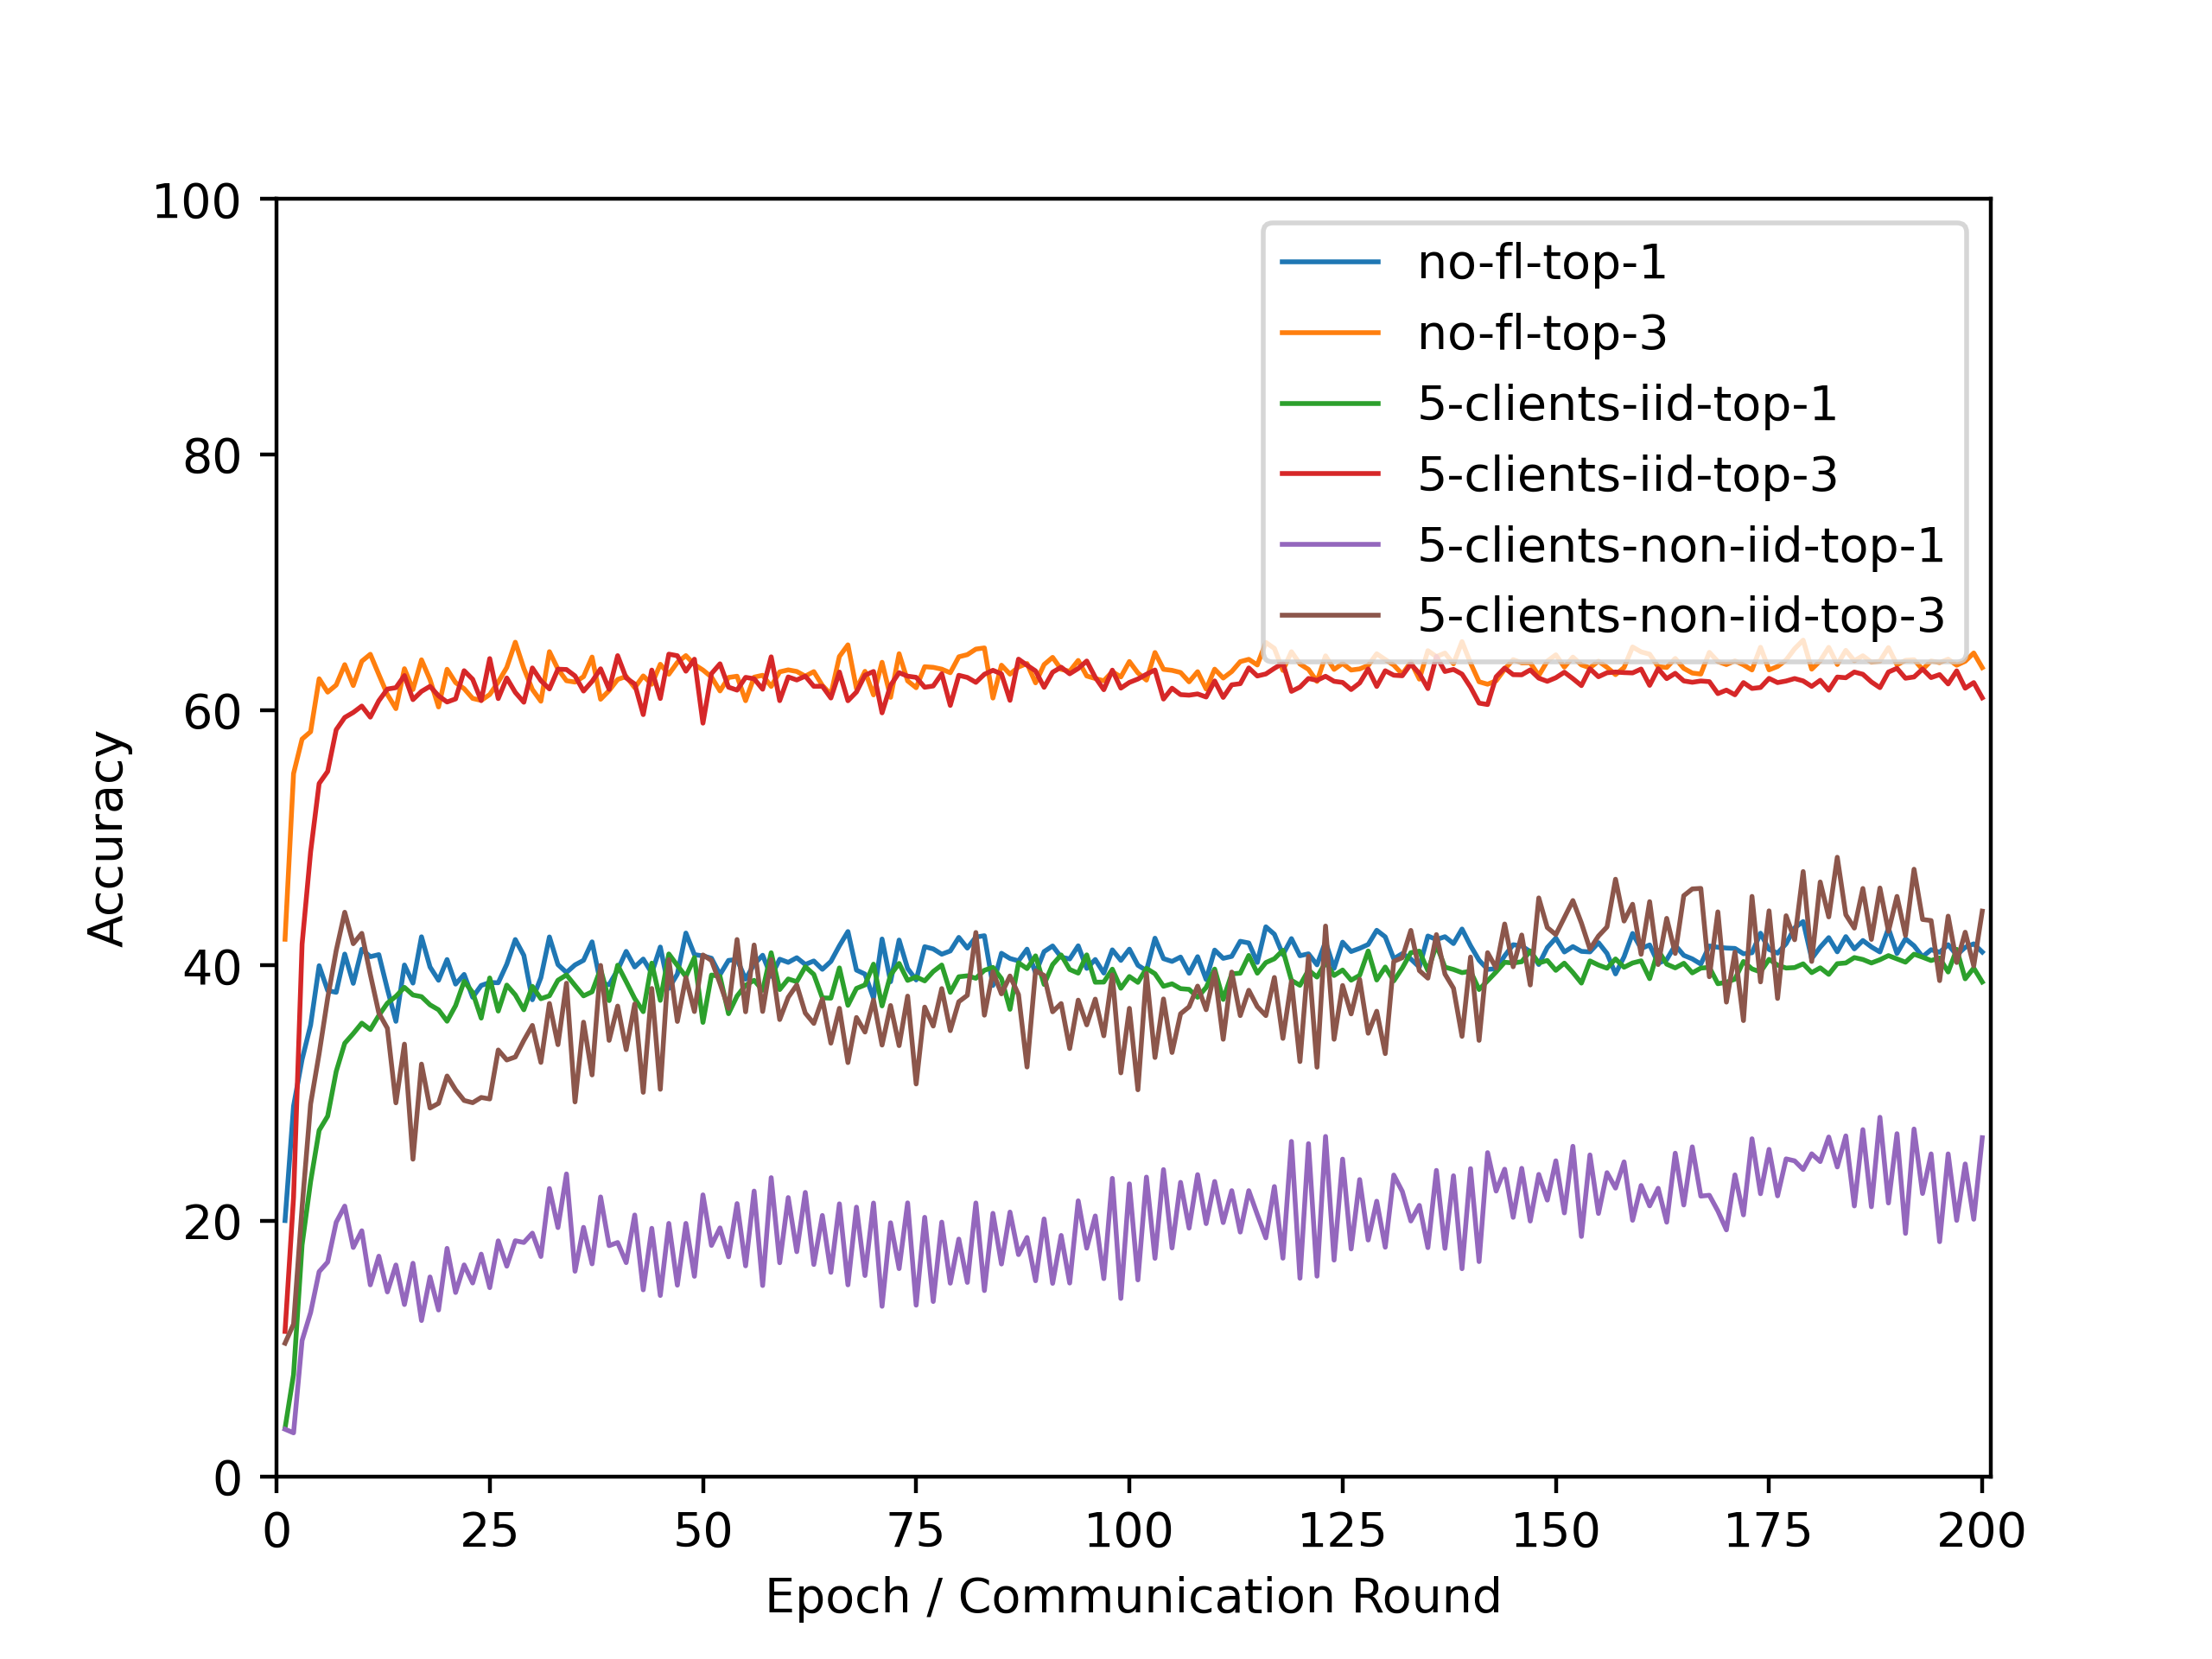 100
80
60
40
20
0
Accuracy
no-fl-top-1
no-fl-top-3
5-clients-iid-top-1
5-clients-iid-top-3
5-clients-non-iid-top-1
5-clients-non-iid-top-3
0 25 50 75 100 125 150 175 200
Epoch / Communication Round